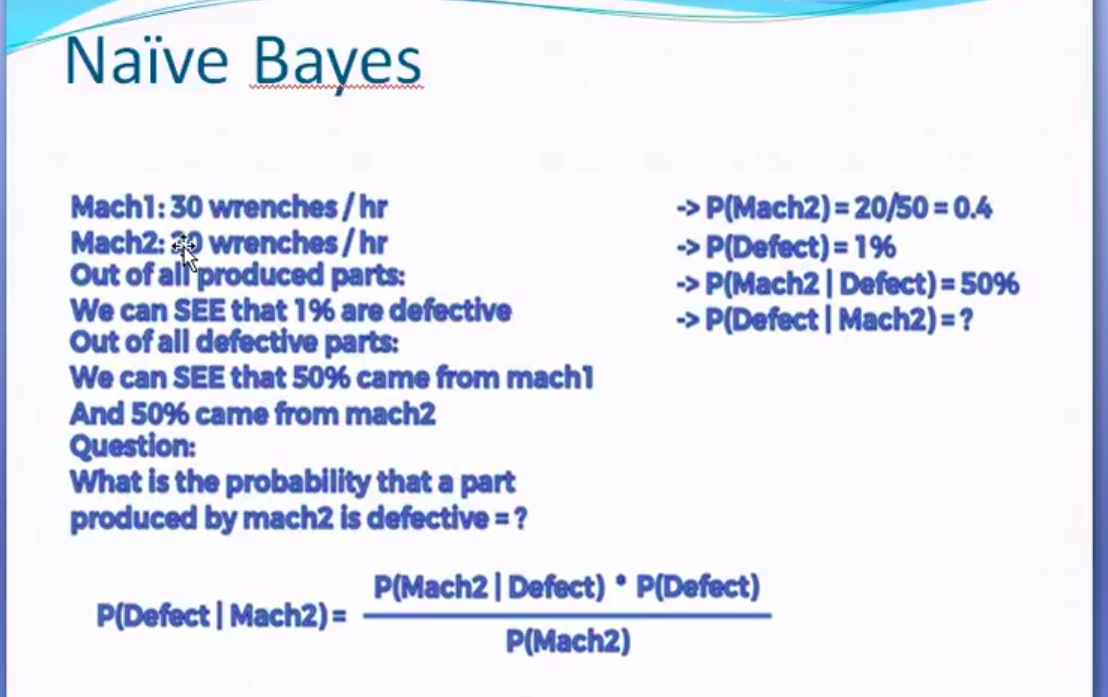 Naïve Bayes
Mach1: 30 wrenches / hr
Mach2: 20 wrenches / hr
Out of all produced parts:
We can SEE that 1% are defective
Out of all defective parts:
We can SEE that 50% came from mach1
And 50% came from mach2
Question:
What is the probability that a part
produced by mach2 is defective = ?
-> P(Mach2) = 20/50 = 0.4
-> P(Defect) = 1%
-> P(Mach2 | Defect) = 50%
-> P(Defect | Mach2) = ?
P(Mach2 | Defect) * P(Defect)
P(Defect | Mach2) =
P(Mach2)